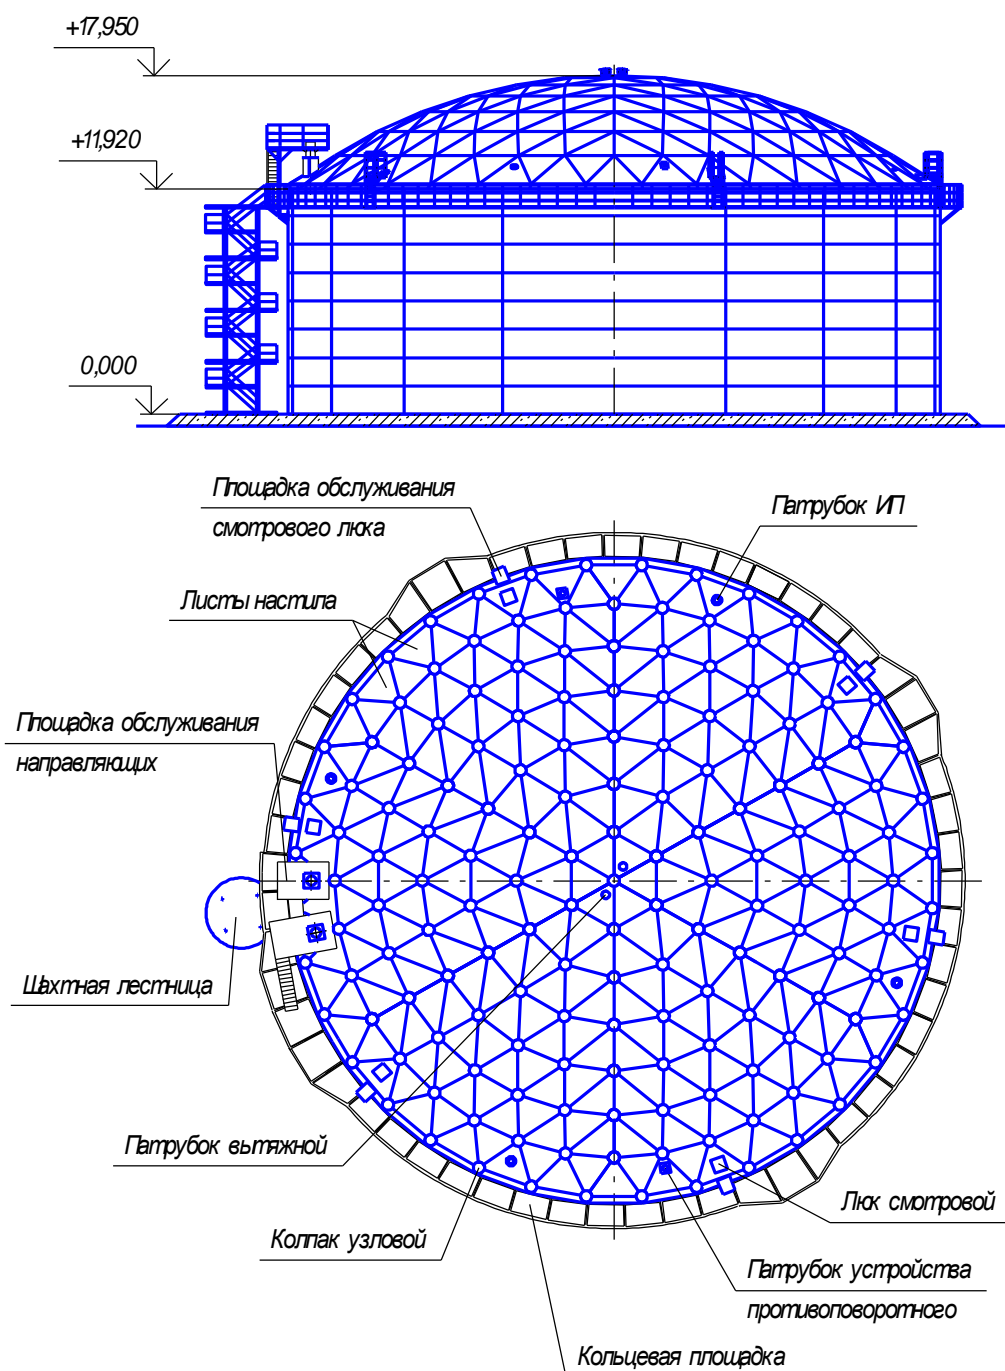 +17,950
+11,920
0,000
Площадка обслуживания
смотрового люка
Патрубок ИП
Листы настила
Площадка обслуживания
направляющих
Шахтная лестница
Патрубок вытяжной
Люк смотровой
Колпак узловой
Патрубок устройства
противоповоротного
Кольцевая площадка